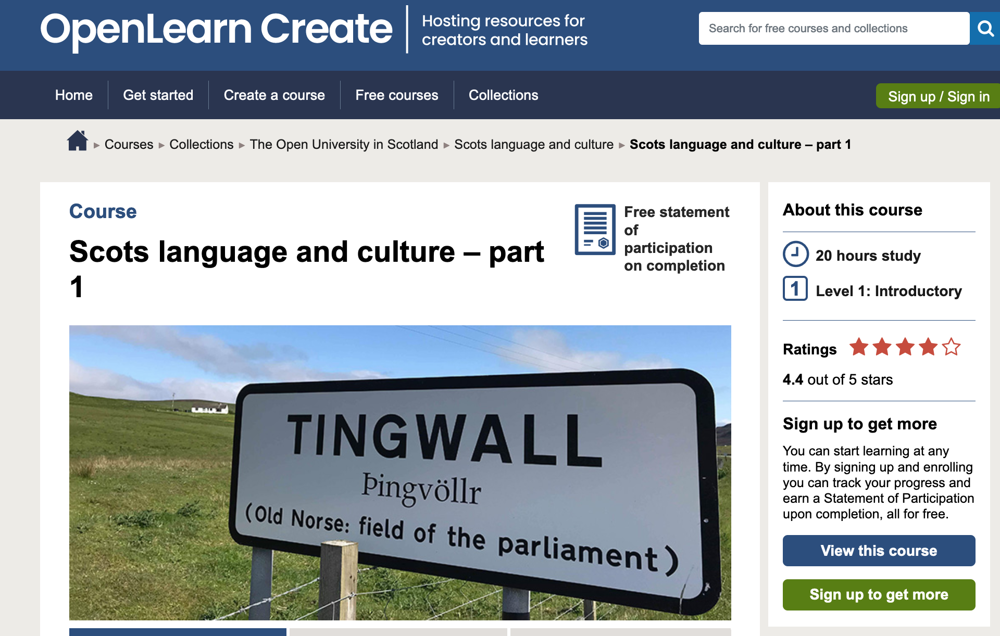 OpenLearn Create
Hosting resources for
creators and learners
Search for free courses and collections
Home
Get started
Create a course
Free courses
Collections
Sign up / Sign in
Courses ▸ Collections ▸ The Open University in Scotland ▸ Scots language and culture ▸ Scots language and culture – part 1
Course
Scots language and culture – part
1
Free statement
of
participation
on completion
TINGWALL
Þingvöllr
(Old Norse: field of the parliament)
About this course
20 hours study
1 Level 1: Introductory
Ratings
4.4 out of 5 stars
Sign up to get more
You can start learning at any
time. By signing up and enrolling
you can track your progress and
earn a Statement of Participation
upon completion, all for free.
View this course
Sign up to get more